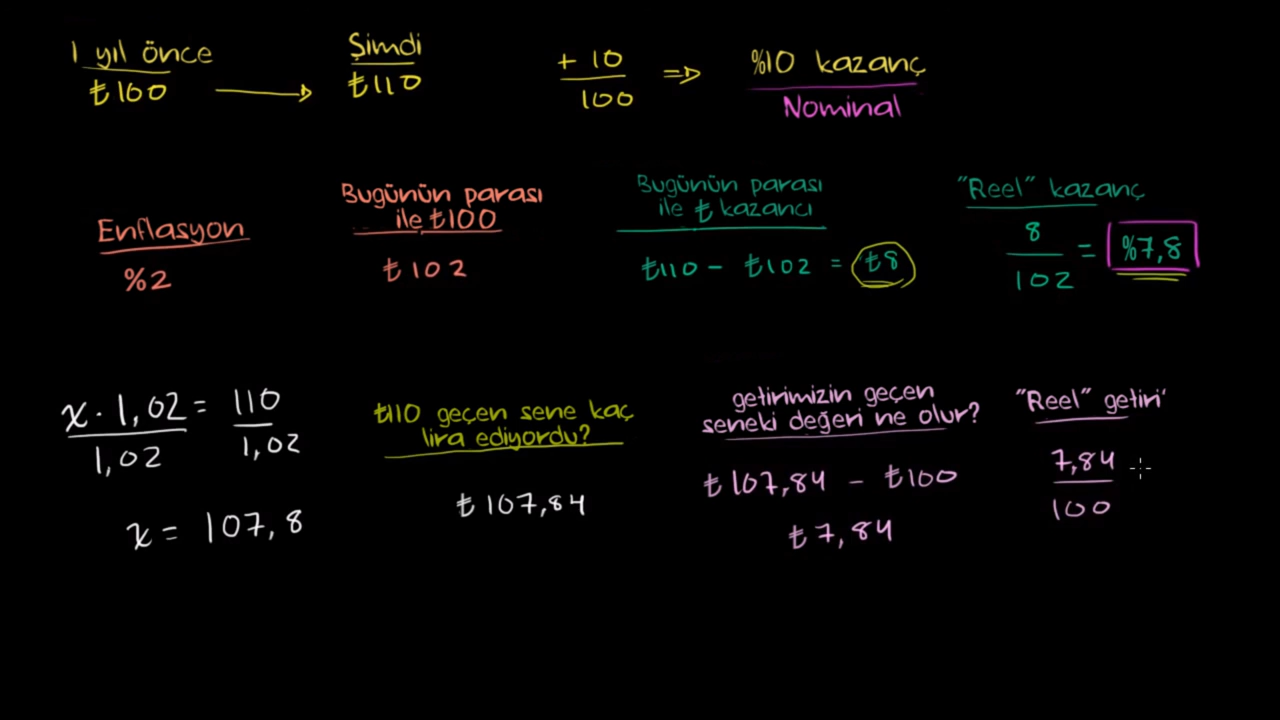 1 yıl önce
₺100
Şimdi
₺110
+ 10
100
⇒
%10 kazanç
Nominal
Enflasyon
%2
Bugünün parası
ile ₺100
₺102
Bugünün parası
ile ₺ kazancı
₺110 - ₺102 = ₺8
"Reel" kazanç
8
102
= %7,8
x · 1,02 = 110
1,02 1,02
x = 107,8
₺110 geçen sene kaç
lira ediyordu?
₺107,84
getirimizin geçen
seneki değeri ne olur?
₺107,84 - ₺100
₺7,84
"Reel" getiri'
7,84
100